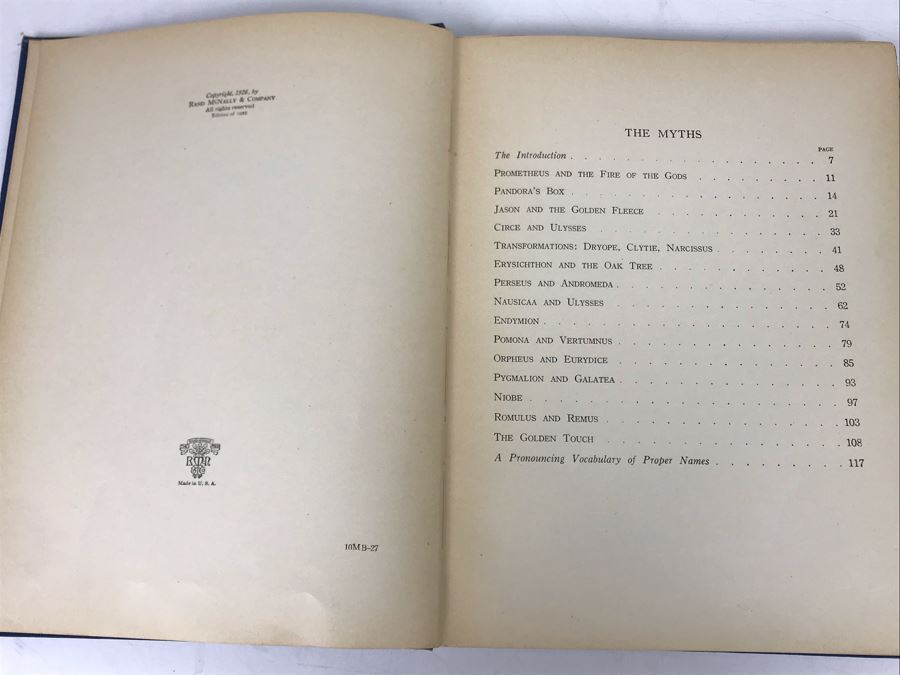 Copyright, 1926, by
RAND MCNALLY & COMPANY
All rights reserved
Edition of
Made in U. S. A.
10MB-27
THE MYTHS
PAGE
The Introduction . . . . . . . . . . . . . . . . . 7
PROMETHEUS AND THE FIRE OF THE GODS . . . . . . . . . 11
PANDORA'S BOX . . . . . . . . . . . . . . . . . 14
JASON AND THE GOLDEN FLEECE . . . . . . . . . . . 21
CIRCE AND ULYSSES . . . . . . . . . . . . . . . 33
TRANSFORMATIONS: DRYOPE, CLYTIE, NARCISSUS . . . . . . . 41
ERYSICHTHON AND THE OAK TREE . . . . . . . . . . . 48
PERSEUS AND ANDROMEDA . . . . . . . . . . . . . . 52
NAUSICAA AND ULYSSES . . . . . . . . . . . . . . 62
ENDYMION . . . . . . . . . . . . . . . . . . 74
POMONA AND VERTUMNUS . . . . . . . . . . . . . . 79
ORPHEUS AND EURYDICE . . . . . . . . . . . . . . 85
PYGMALION AND GALATEA . . . . . . . . . . . . . . 93
NIOBE . . . . . . . . . . . . . . . . . . . 97
ROMULUS AND REMUS . . . . . . . . . . . . . . . 103
THE GOLDEN TOUCH . . . . . . . . . . . . . . . 108
A Pronouncing Vocabulary of Proper Names . . . . . . . . . 117